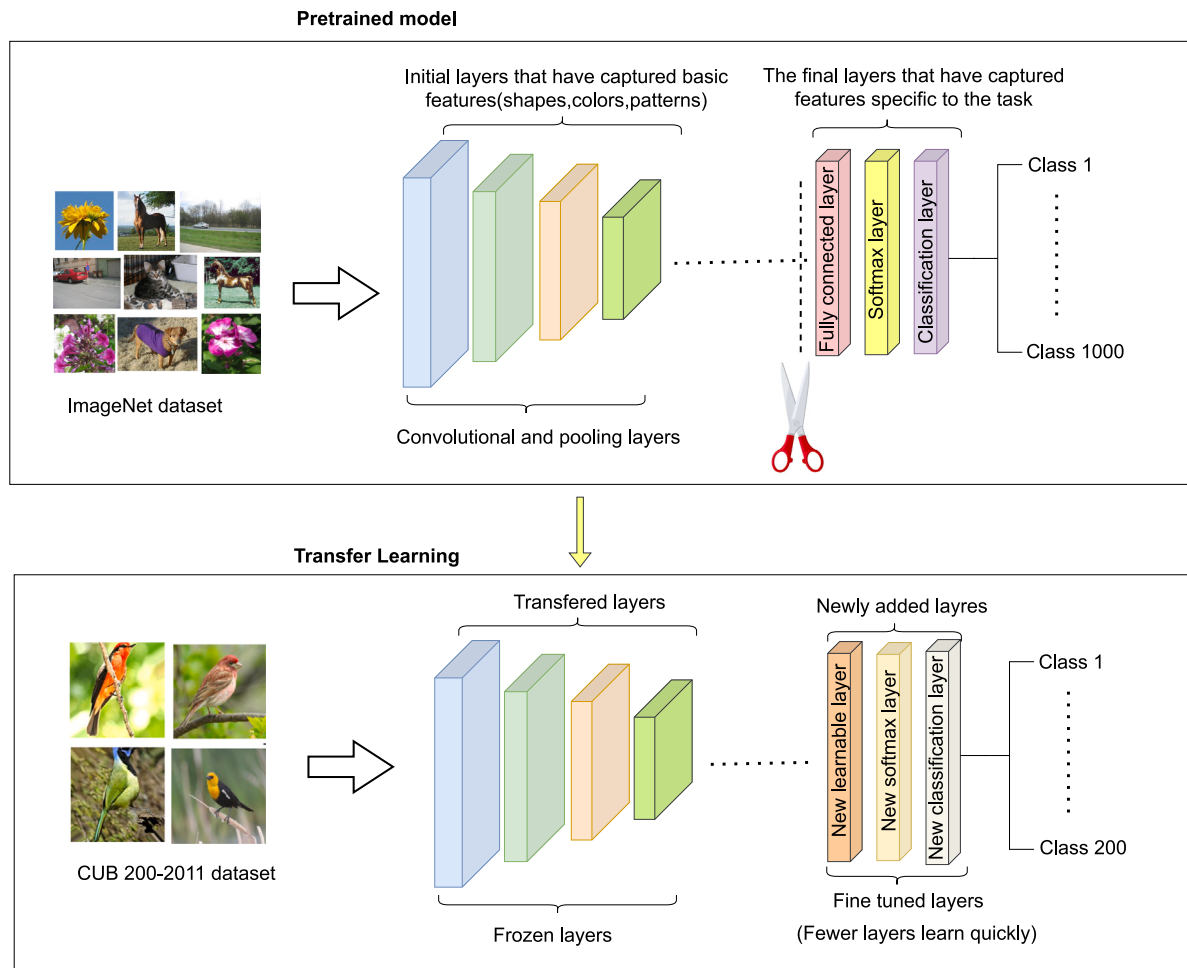 Pretrained model
Initial layers that have captured basic
features(shapes,colors,patterns)
The final layers that have captured
features specific to the task
Fully connected layer
Softmax layer
Classification layer
Class 1
Class 1000
ImageNet dataset
Convolutional and pooling layers
Transfer Learning
Transfered layers
Newly added layres
New learnable layer
New softmax layer
New classification layer
Class 1
Class 200
CUB 200-2011 dataset
Frozen layers
Fine tuned layers
(Fewer layers learn quickly)